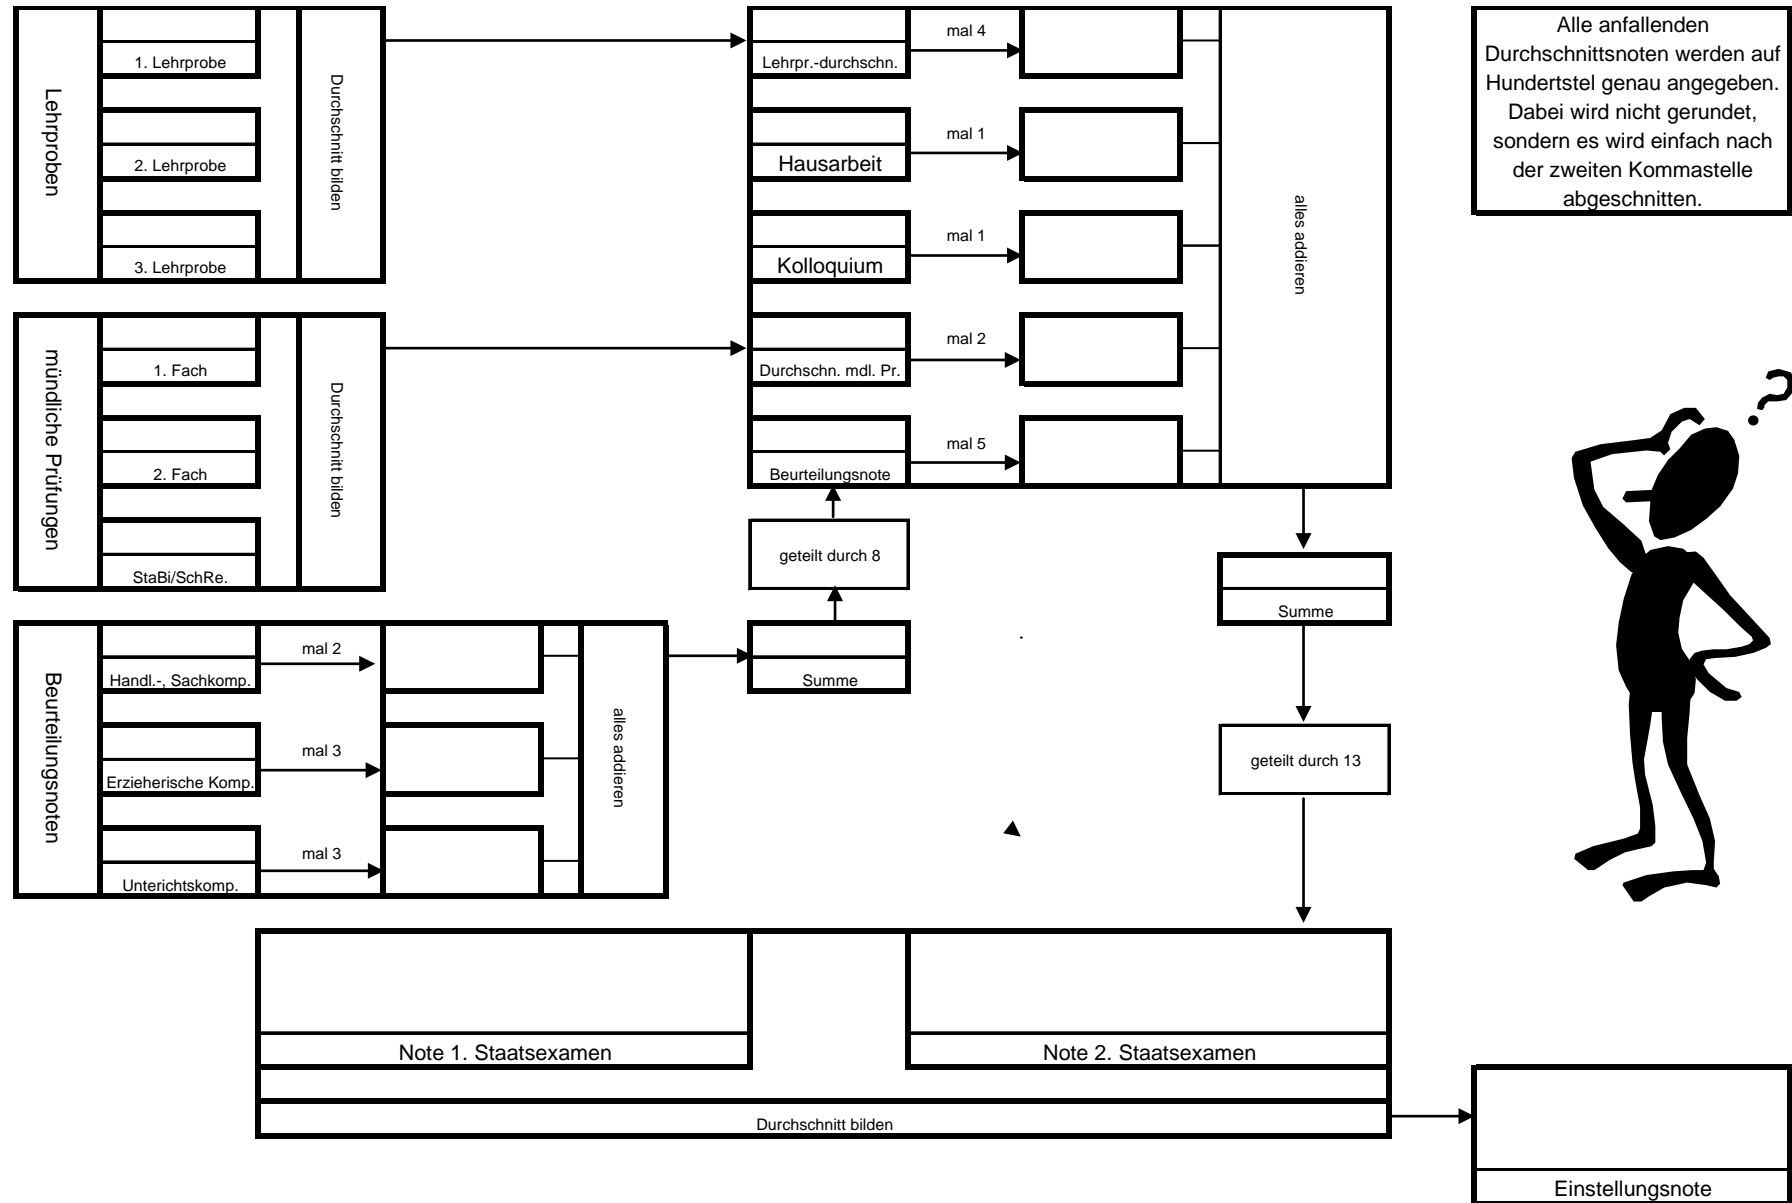 Lehrproben
1. Lehrprobe
2. Lehrprobe
3. Lehrprobe
Durchschnitt bilden
mündliche Prüfungen
1. Fach
2. Fach
StaBi/SchRe.
Durchschnitt bilden
Beurteilungsnoten
Handl.-, Sachkomp.
mal 2
Erzieherische Komp.
mal 3
Unterichtskomp.
mal 3
alles addieren
Summe
geteilt durch 8
Lehrpr.-durchschn.
mal 4
Hausarbeit
mal 1
Kolloquium
mal 1
Durchschn. mdl. Pr.
mal 2
Beurteilungsnote
mal 5
alles addieren
Summe
geteilt durch 13
Alle anfallenden
Durchschnittsnoten werden auf
Hundertstel genau angegeben.
Dabei wird nicht gerundet,
sondern es wird einfach nach
der zweiten Kommastelle
abgeschnitten.
?
Note 1. Staatsexamen
Note 2. Staatsexamen
Durchschnitt bilden
Einstellungsnote